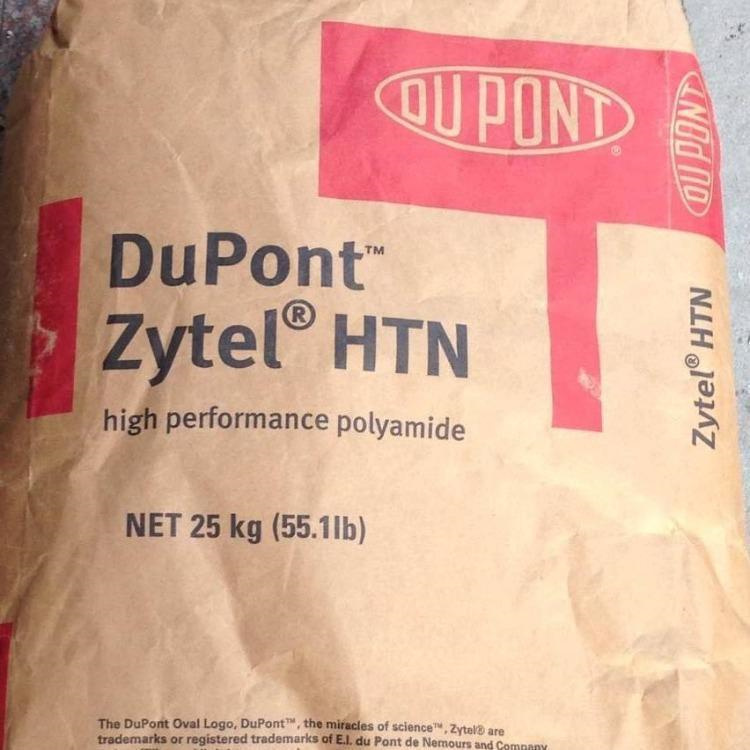 DU PONT
®
DU PONT
DuPont™
Zytel® HTN
Zytel® HTN
high performance polyamide
NET 25 kg (55.1lb)
The DuPont Oval Logo, DuPont™, the miracles of science™, Zytel® are
trademarks or registered trademarks of E.I. du Pont de Nemours and Company